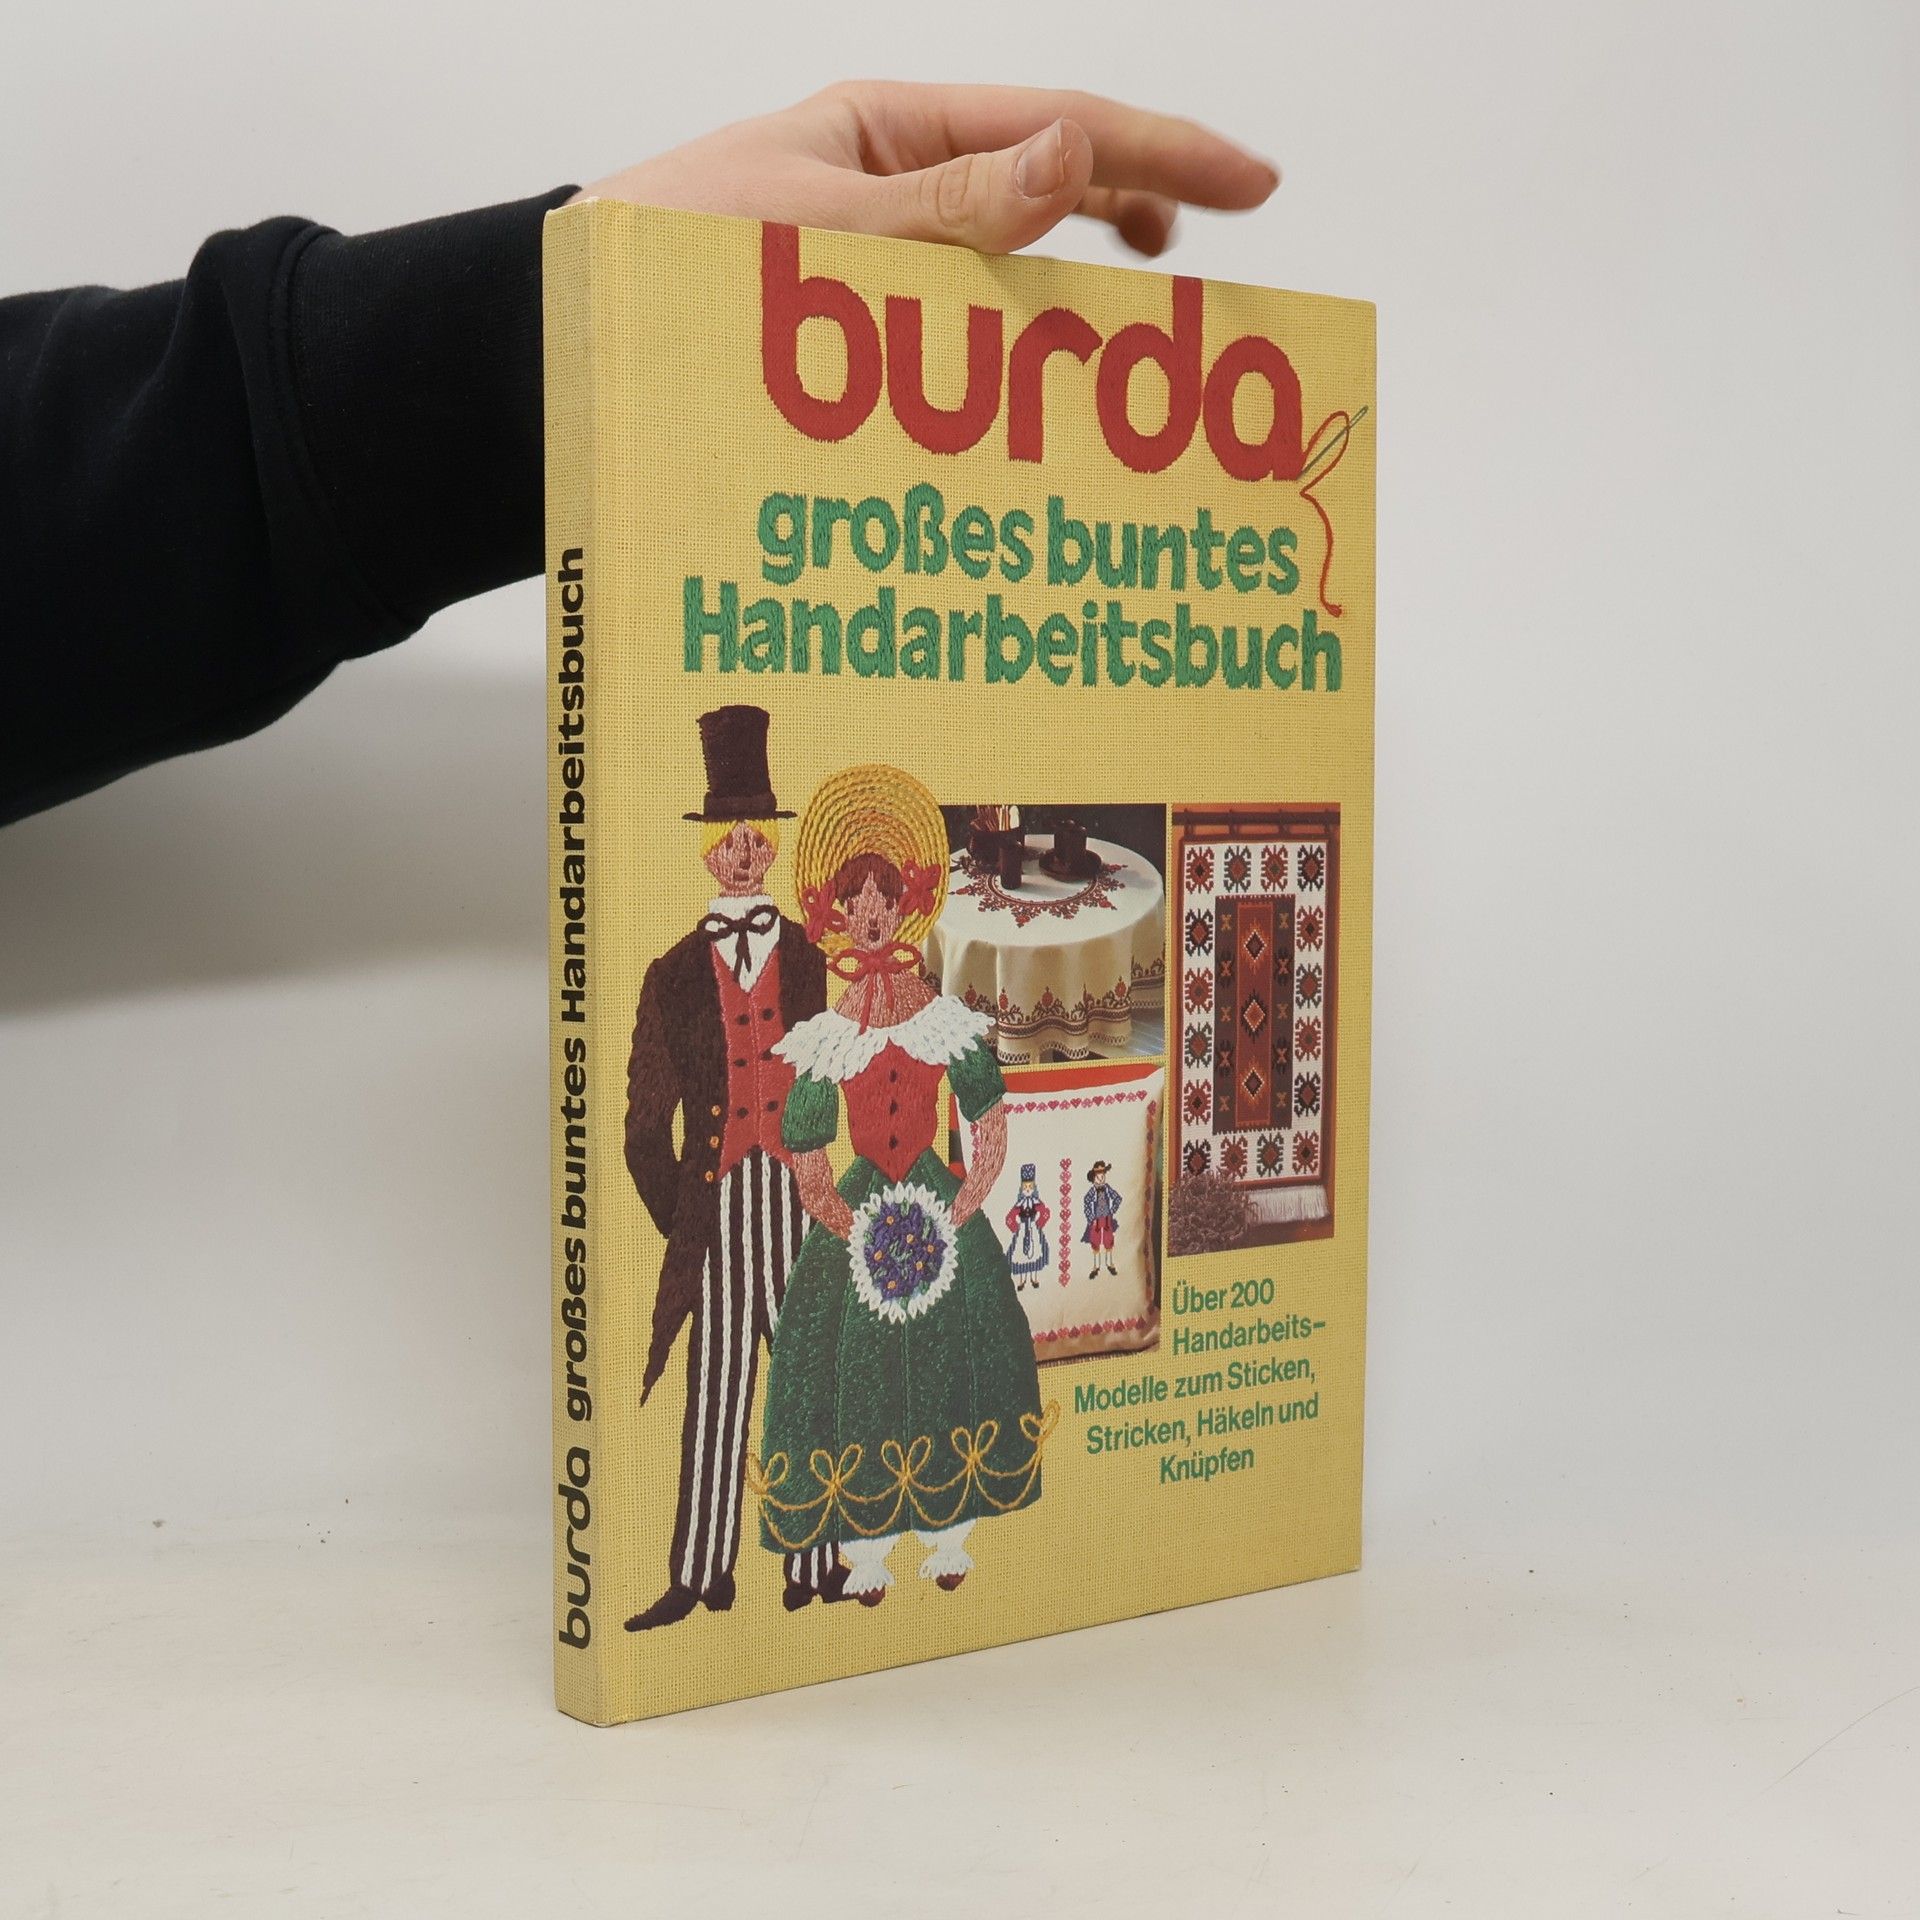 burda
großes buntes
Handarbeitsbuch
Über 200
Handarbeits-
Modelle zum Sticken,
Stricken, Häkeln und
Knüpfen
burda großes buntes Handarbeitsbuch